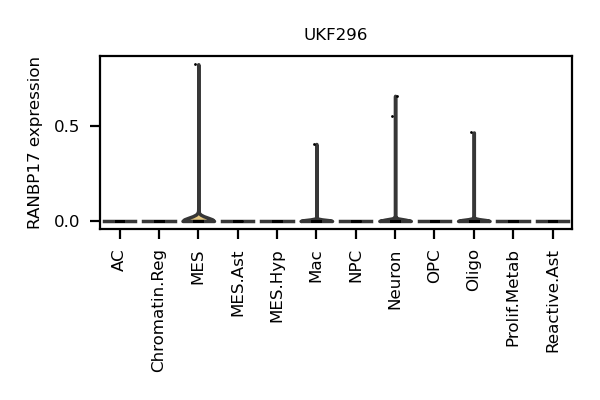 UKF296
RANBP17 expression
0.5
0.0
AC
Chromatin.Reg
MES
MES.Ast
MES.Hyp
Mac
NPC
Neuron
OPC
Oligo
Prolif.Metab
Reactive.Ast